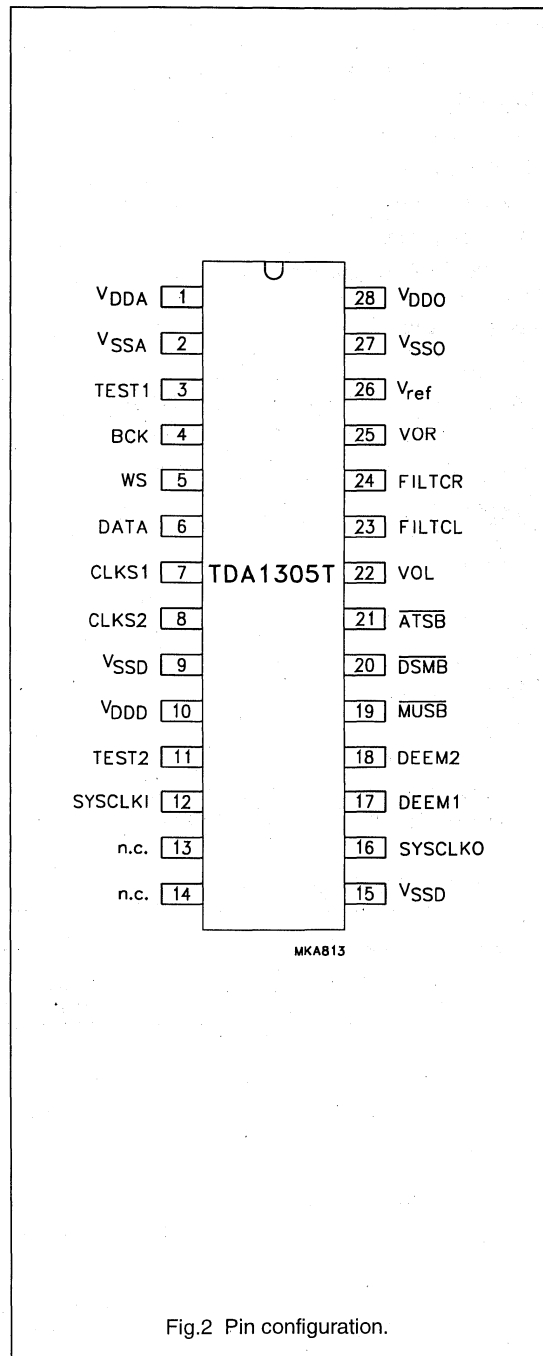 VDDA 1 28 VDDO
VSSA 2 27 VSSO
TEST1 3 26 Vref
BCK 4 25 VOR
WS 5 24 FILTCR
DATA 6 23 FILTCL
CLKS1 7 TDA1305T 22 VOL
CLKS2 8 21 A̅T̅S̅B̅
VSSD 9 20 D̅S̅M̅B̅
VDDD 10 19 M̅U̅S̅B̅
TEST2 11 18 DEEM2
SYSCLKI 12 17 DEEM1
n.c. 13 16 SYSCLKO
n.c. 14 15 VSSD
MKA813
Fig.2 Pin configuration.